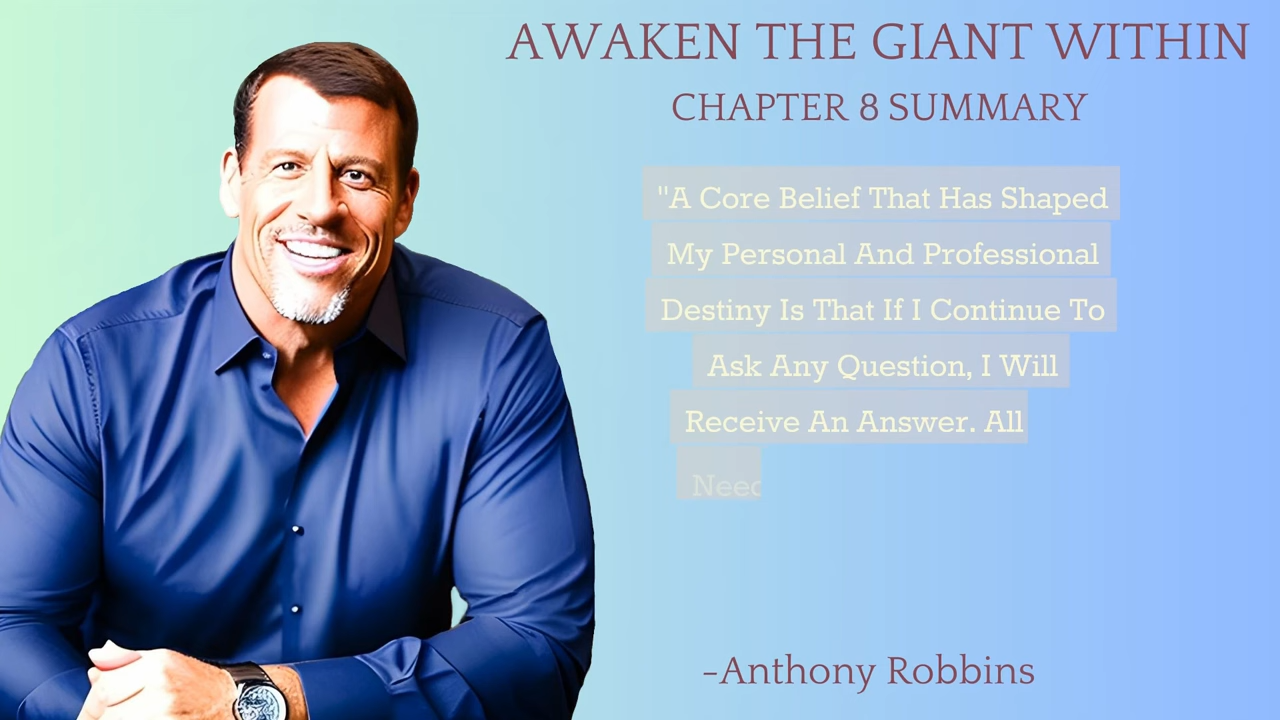 AWAKEN THE GIANT WITHIN
CHAPTER 8 SUMMARY
"A Core Belief That Has Shaped
My Personal And Professional
Destiny Is That If I Continue To
Ask Any Question, I Will
Receive An Answer. All
–Anthony Robbins